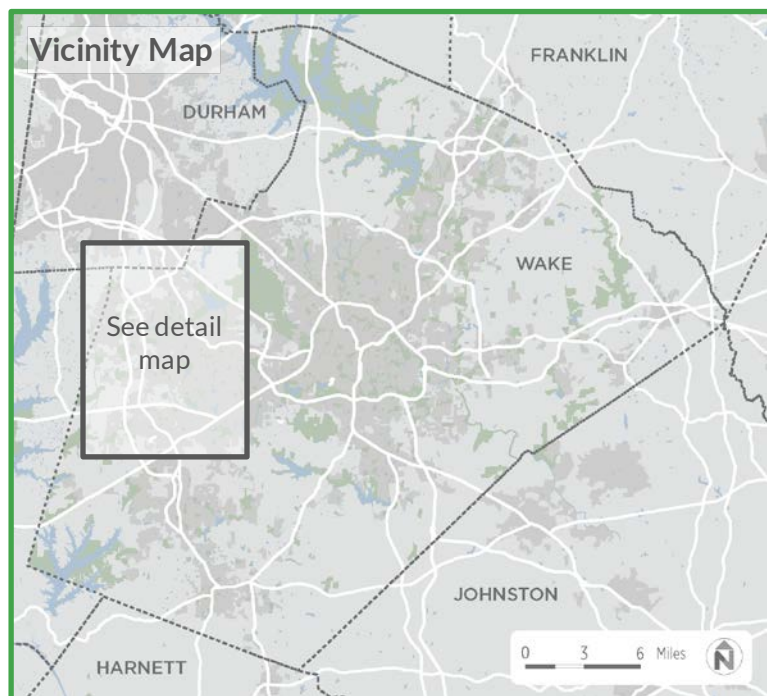 Vicinity Map
FRANKLIN
DURHAM
WAKE
See detail
map
JOHNSTON
HARNETT
0 3 6 Miles
N